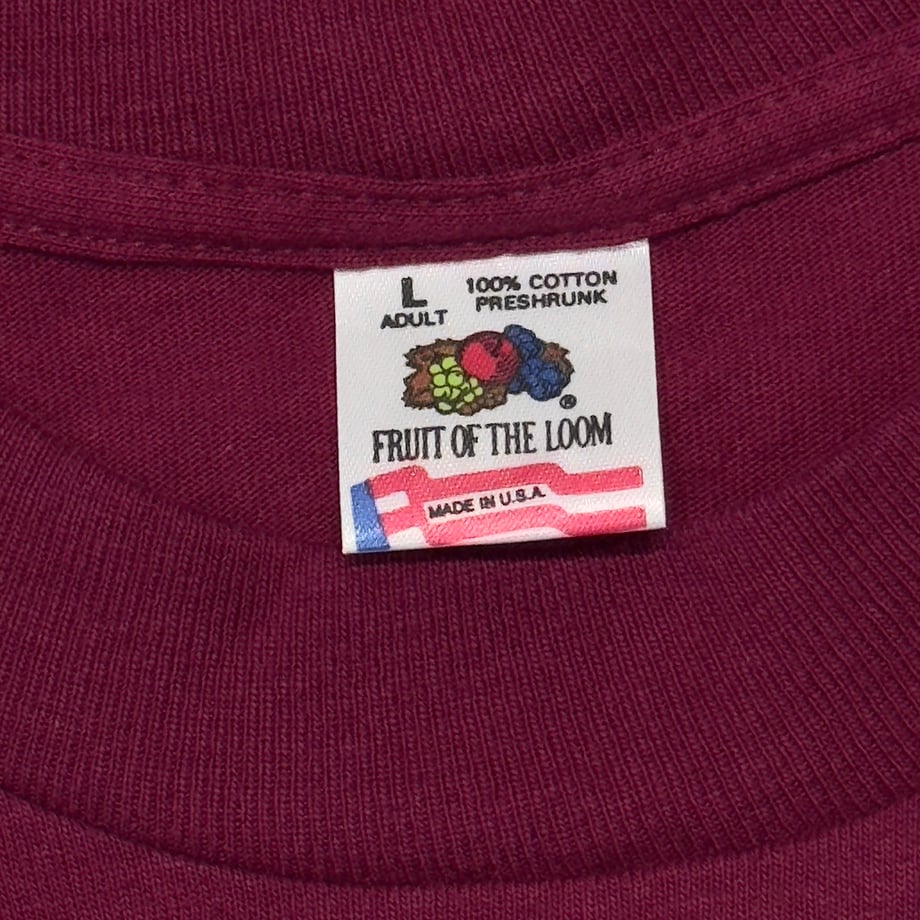 L
ADULT
100% COTTON
PRESHRUNK
®
FRUIT OF THE LOOM
MADE IN U.S.A.